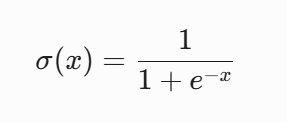 σ(x) = 1 / (1 + e^{-x})